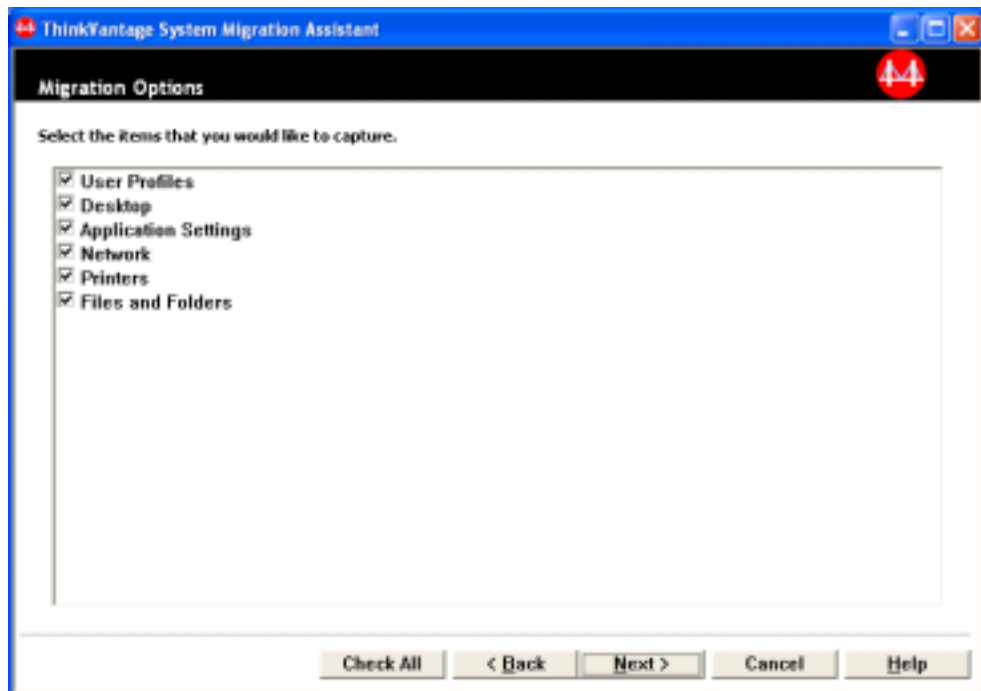 ThinkVantage System Migration Assistant
Migration Options
Select the items that you would like to capture.
User Profiles
Desktop
Application Settings
Network
Printers
Files and Folders
Check All
< Back
Next >
Cancel
Help